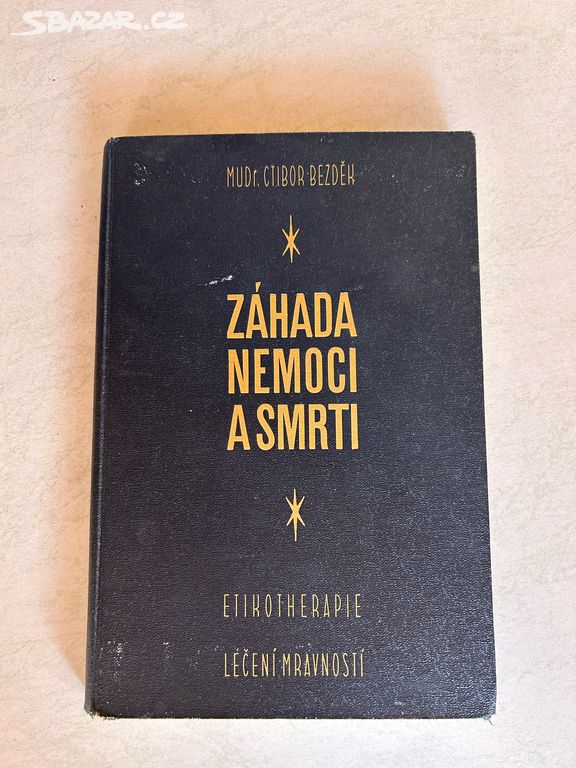 SBAZAR.CZ
MUDr. CTIBOR BEZDĚK
ZÁHADA
NEMOCI
A SMRTI
ETIKOTHERAPIE
LÉČENÍ MRAVNOSTÍ